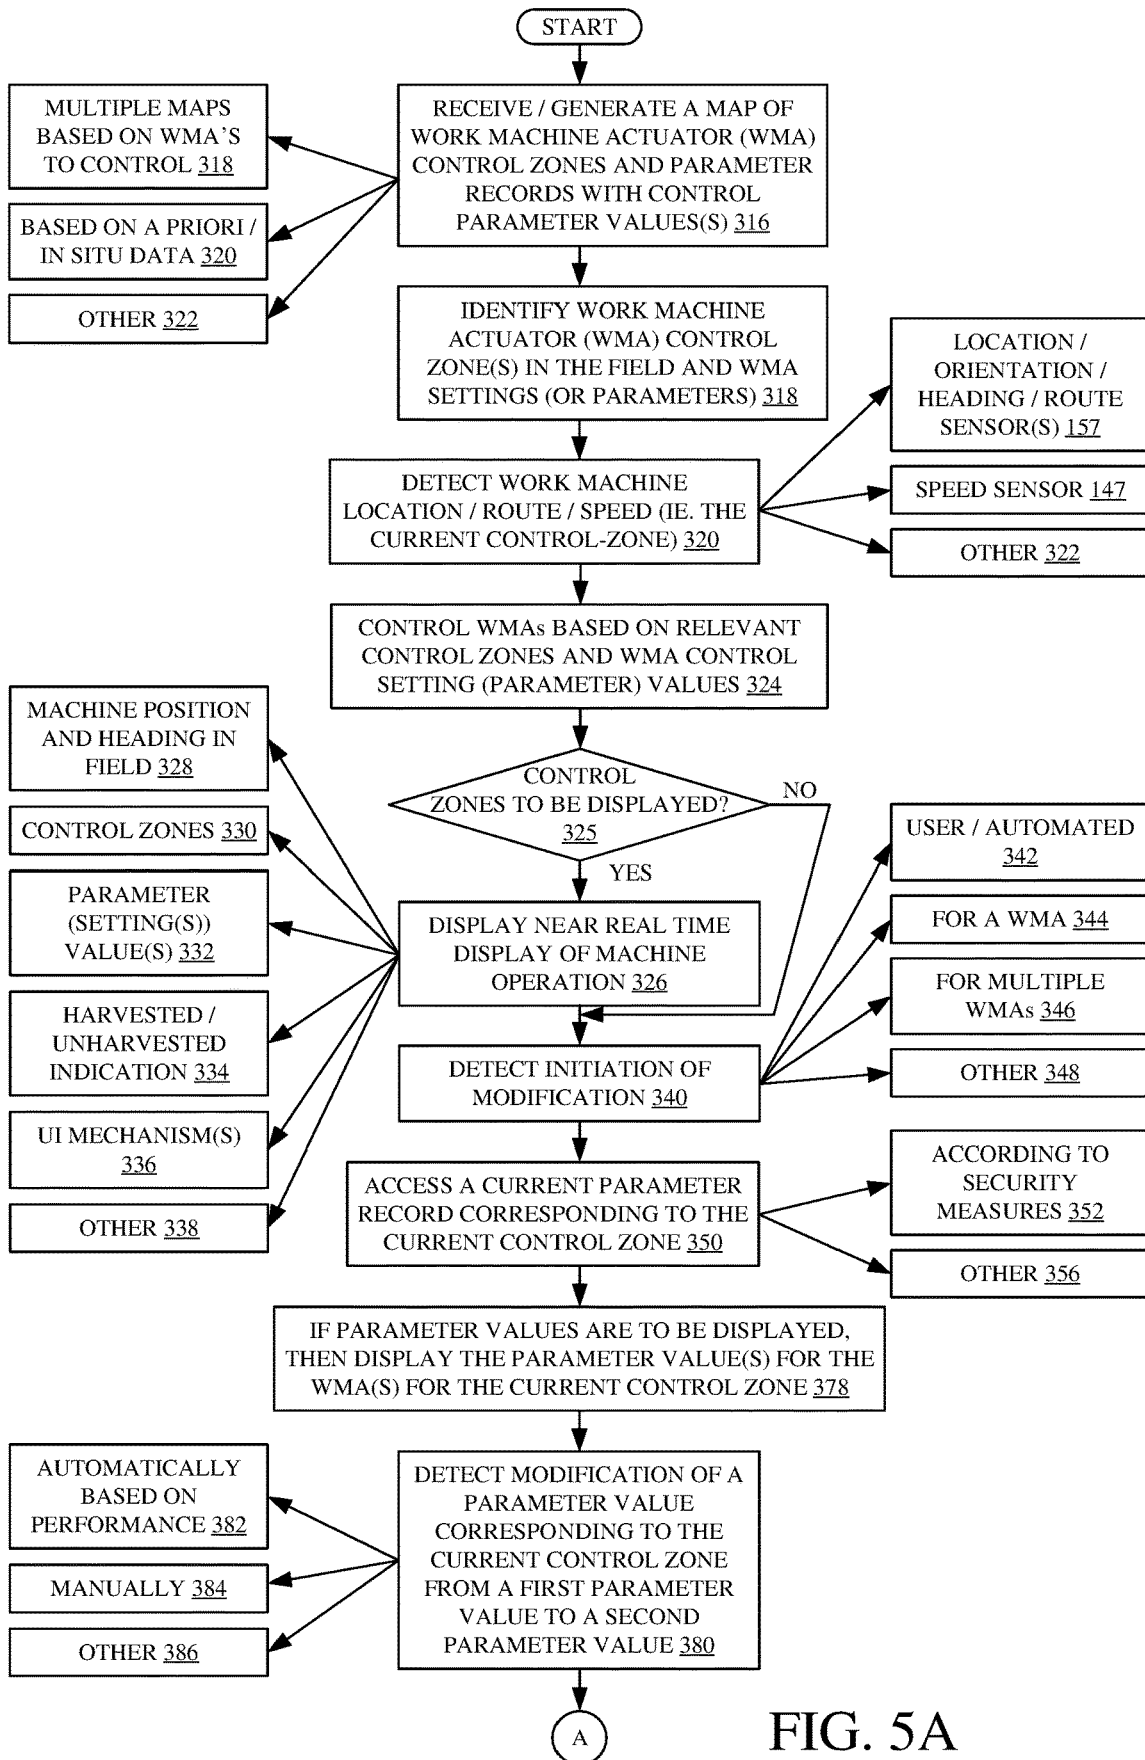 START
RECEIVE / GENERATE A MAP OF
WORK MACHINE ACTUATOR (WMA)
CONTROL ZONES AND PARAMETER
RECORDS WITH CONTROL
PARAMETER VALUES(S) 316
MULTIPLE MAPS
BASED ON WMA'S
TO CONTROL 318
BASED ON A PRIORI /
IN SITU DATA 320
OTHER 322
IDENTIFY WORK MACHINE
ACTUATOR (WMA) CONTROL
ZONE(S) IN THE FIELD AND WMA
SETTINGS (OR PARAMETERS) 318
DETECT WORK MACHINE
LOCATION / ROUTE / SPEED (IE. THE
CURRENT CONTROL-ZONE) 320
LOCATION /
ORIENTATION /
HEADING / ROUTE
SENSOR(S) 157
SPEED SENSOR 147
OTHER 322
CONTROL WMAs BASED ON RELEVANT
CONTROL ZONES AND WMA CONTROL
SETTING (PARAMETER) VALUES 324
CONTROL
ZONES TO BE DISPLAYED?
325
NO
YES
DISPLAY NEAR REAL TIME
DISPLAY OF MACHINE
OPERATION 326
MACHINE POSITION
AND HEADING IN
FIELD 328
CONTROL ZONES 330
PARAMETER
(SETTING(S))
VALUE(S) 332
HARVESTED /
UNHARVESTED
INDICATION 334
UI MECHANISM(S)
336
OTHER 338
DETECT INITIATION OF
MODIFICATION 340
USER / AUTOMATED
342
FOR A WMA 344
FOR MULTIPLE
WMAs 346
OTHER 348
ACCESS A CURRENT PARAMETER
RECORD CORRESPONDING TO THE
CURRENT CONTROL ZONE 350
ACCORDING TO
SECURITY
MEASURES 352
OTHER 356
IF PARAMETER VALUES ARE TO BE DISPLAYED,
THEN DISPLAY THE PARAMETER VALUE(S) FOR THE
WMA(S) FOR THE CURRENT CONTROL ZONE 378
DETECT MODIFICATION OF A
PARAMETER VALUE
CORRESPONDING TO THE
CURRENT CONTROL ZONE
FROM A FIRST PARAMETER
VALUE TO A SECOND
PARAMETER VALUE 380
AUTOMATICALLY
BASED ON
PERFORMANCE 382
MANUALLY 384
OTHER 386
A
FIG. 5A